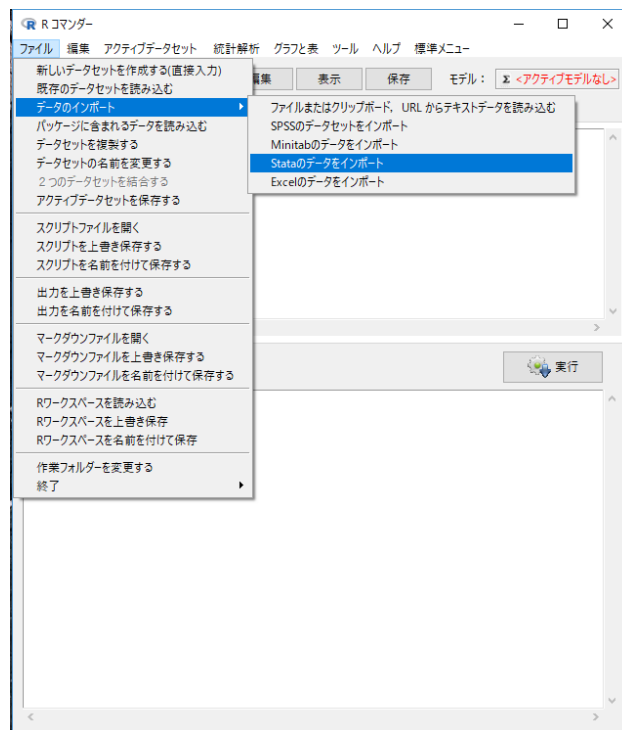 R コマンダー
ファイル 編集 アクティブデータセット 統計解析 グラフと表 ツール ヘルプ 標準メニュー
編集 表示 保存 モデル： Σ <アクティブモデルなし>
新しいデータセットを作成する(直接入力)
既存のデータセットを読み込む
データのインポート
パッケージに含まれるデータを読み込む
データセットを複製する
データセットの名前を変更する
２つのデータセットを結合する
アクティブデータセットを保存する
スクリプトファイルを開く
スクリプトを上書き保存する
スクリプトを名前を付けて保存する
出力を上書き保存する
出力を名前を付けて保存する
マークダウンファイルを開く
マークダウンファイルを上書き保存する
マークダウンファイルを名前を付けて保存する
Rワークスペースを読み込む
Rワークスペースを上書き保存
Rワークスペースを名前を付けて保存
作業フォルダーを変更する
終了
ファイルまたはクリップボード，URL からテキストデータを読み込む
SPSSのデータセットをインポート
Minitabのデータをインポート
Stataのデータをインポート
Excelのデータをインポート
実行